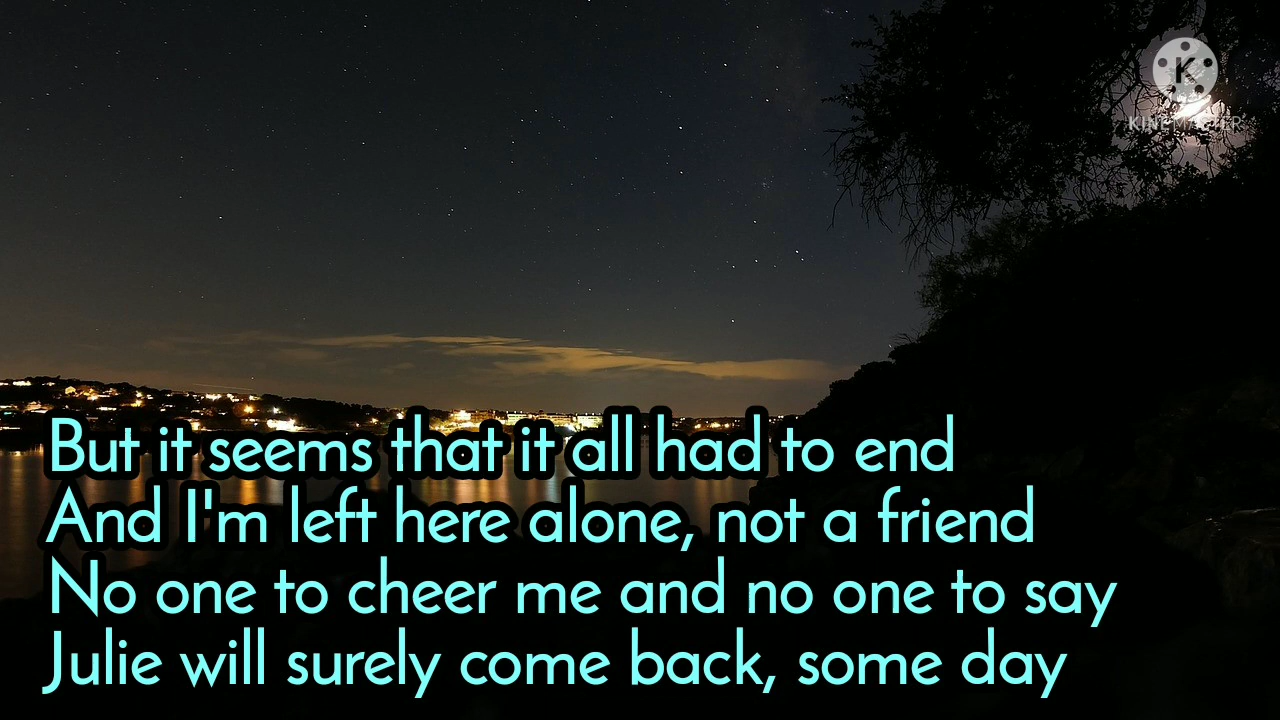 K
KINEMASTER
But it seems that it all had to end
And I'm left here alone, not a friend
No one to cheer me and no one to say
Julie will surely come back, some day